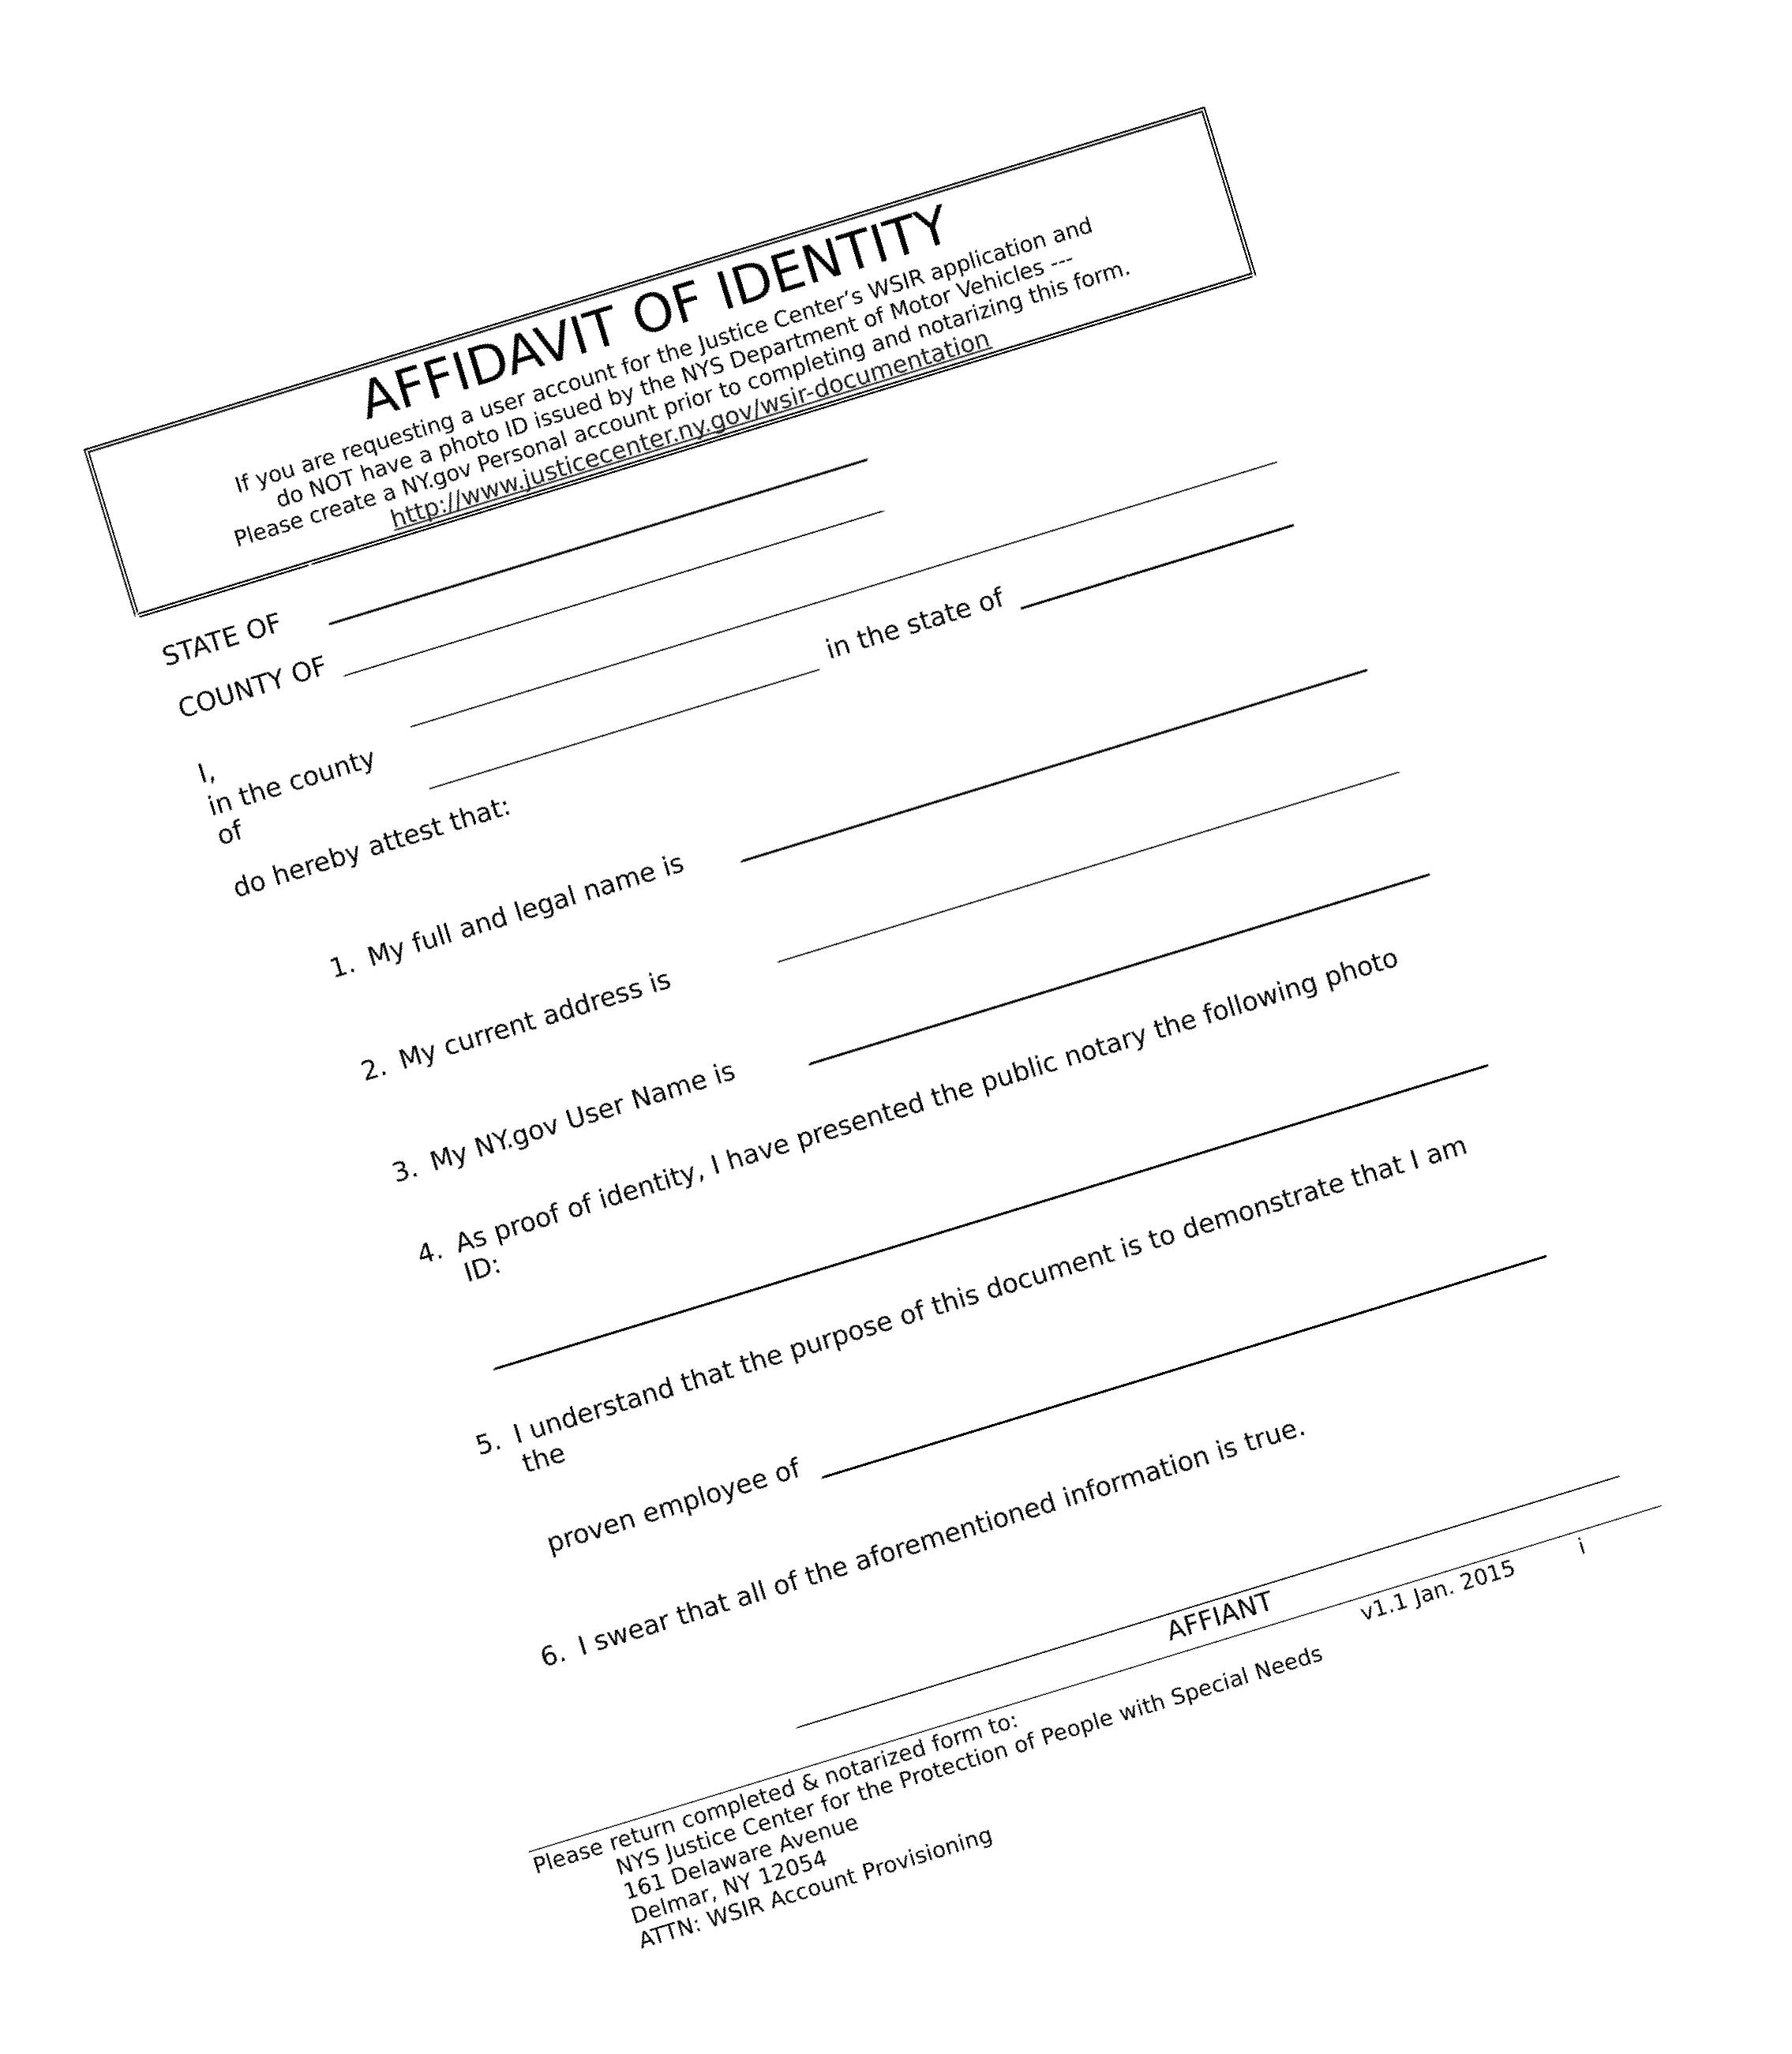 AFFIDAVIT OF IDENTITY
If you are requesting a user account for the Justice Center’s WSIR application and
do NOT have a photo ID issued by the NYS Department of Motor Vehicles ---
Please create a NY.gov Personal account prior to completing and notarizing this form.
http://www.justicecenter.ny.gov/wsir-documentation
STATE OF
COUNTY OF
I,
in the county
of
in the state of
do hereby attest that:
1. My full and legal name is
2. My current address is
3. My NY.gov User Name is
4. As proof of identity, I have presented the public notary the following photo
ID:
5. I understand that the purpose of this document is to demonstrate that I am
the
proven employee of
6. I swear that all of the aforementioned information is true.
AFFIANT
Please return completed & notarized form to:
v1.1 Jan. 2015
i
NYS Justice Center for the Protection of People with Special Needs
161 Delaware Avenue
Delmar, NY 12054
ATTN: WSIR Account Provisioning